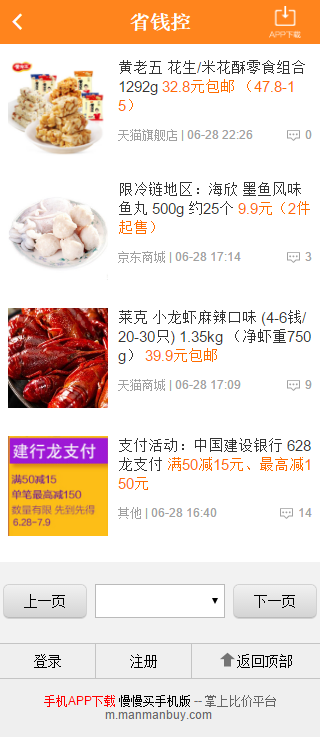 省钱控
APP下载
黄老五 花生/米花酥零食组合
1292g 32.8元包邮（47.8-1
5）
天猫旗舰店 | 06-28 22:26 0
限冷链地区：海欣 墨鱼风味
鱼丸 500g 约25个 9.9元（2件
起售）
京东商城 | 06-28 17:14 3
莱克 小龙虾麻辣口味 (4-6钱/
20-30只) 1.35kg （净虾重750
g） 39.9元包邮
天猫商城 | 06-28 17:09 9
建行龙支付
满50减15
单笔最高减150
数量有限 先到先得
6.28-7.9
支付活动：中国建设银行 628
龙支付 满50减15元、最高减1
50元
其他 | 06-28 16:40 14
上一页 下一页
登录 注册 返回顶部
手机APP下载 慢慢买手机版 -- 掌上比价平台
m.manmanbuy.com